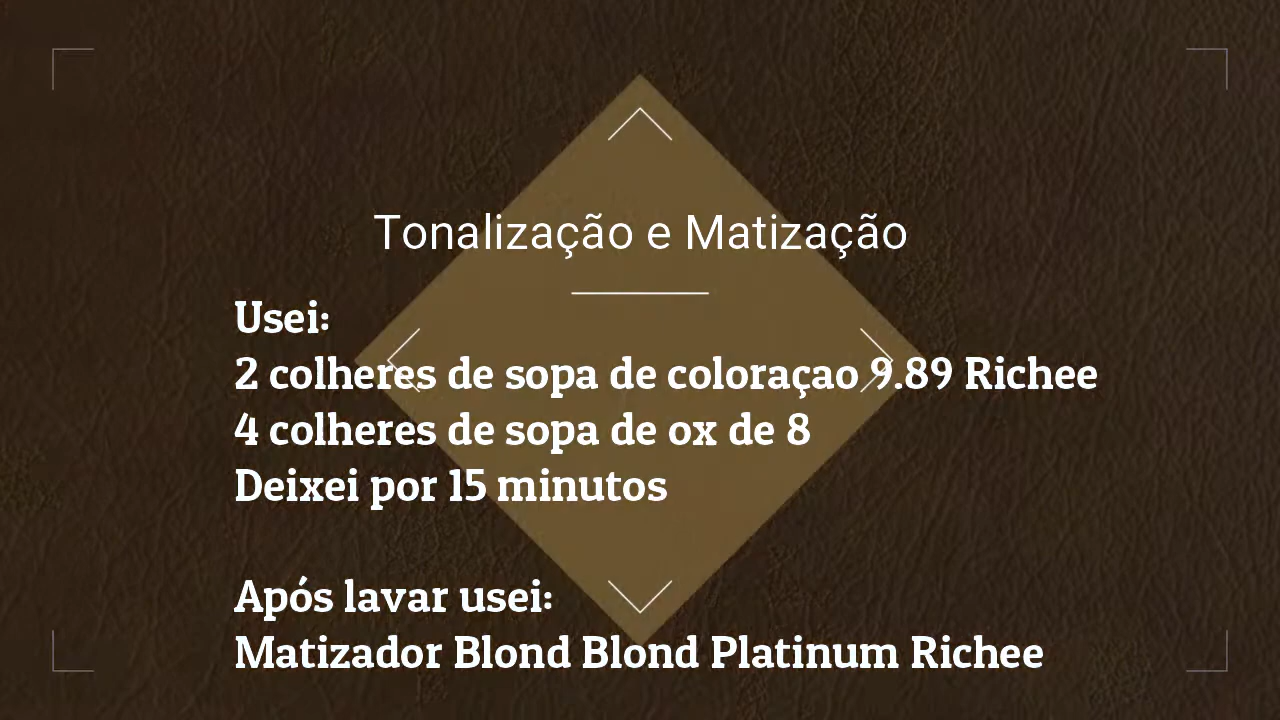 Tonalização e Matização
Usei:
2 colheres de sopa de coloraçao 9.89 Richee
4 colheres de sopa de ox de 8
Deixei por 15 minutos
Após lavar usei:
Matizador Blond Blond Platinum Richee